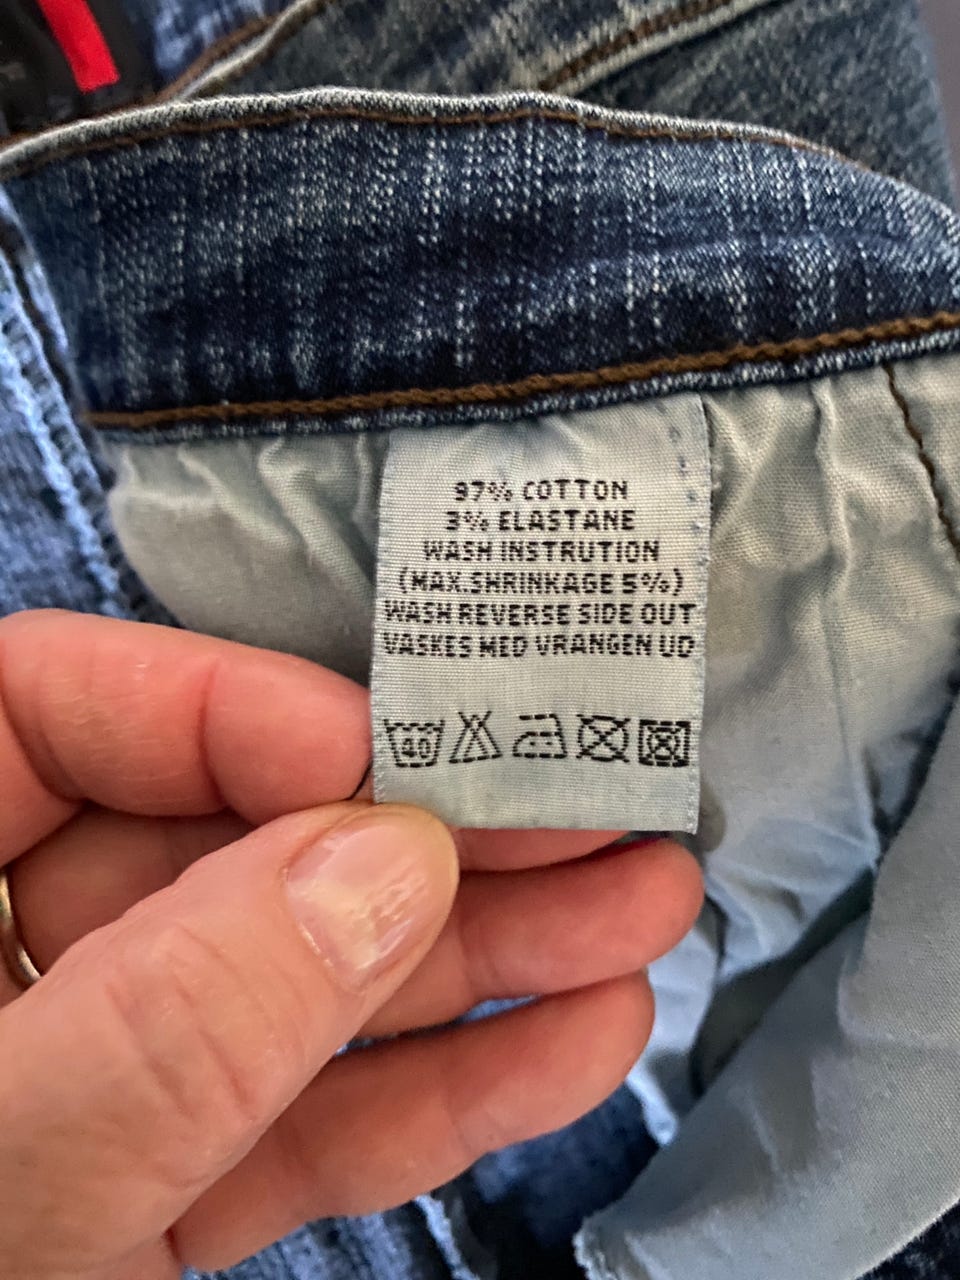 97% COTTON
3% ELASTANE
WASH INSTRUTION
(MAX.SHRINKAGE 5%)
WASH REVERSE SIDE OUT
VASKES MED VRANGEN UD
40